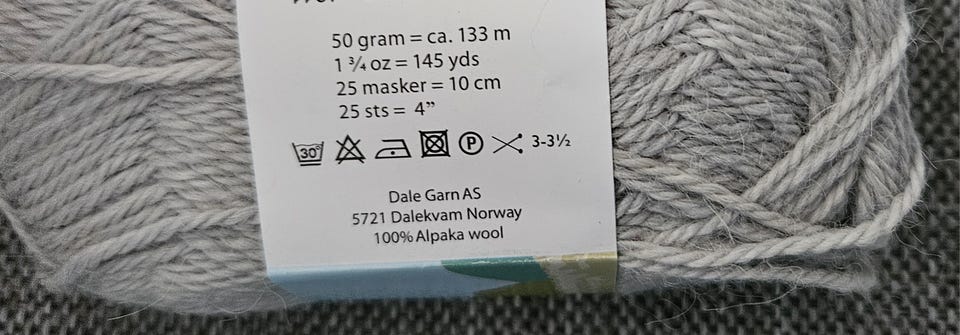 50 gram = ca. 133 m
1 ¾ oz = 145 yds
25 masker = 10 cm
25 sts = 4”
30° P 3-3½
Dale Garn AS
5721 Dalekvam Norway
100% Alpaka wool